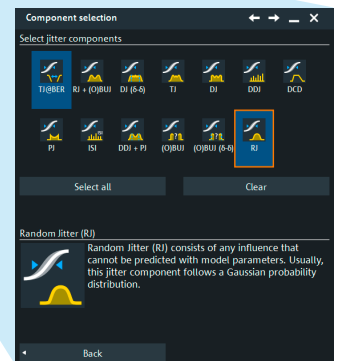 Component selection
Select jitter components
TJ@BER RJ + (O)BUJ DJ (δ-δ) TJ DJ DDJ DCD
PJ ISI DDJ + PJ (O)BUJ (O)BUJ (δ-δ) RJ
Select all Clear
Random Jitter (RJ)
Random Jitter (RJ) consists of any influence that
cannot be predicted with model parameters. Usually,
this jitter component follows a Gaussian probability
distribution.
Back